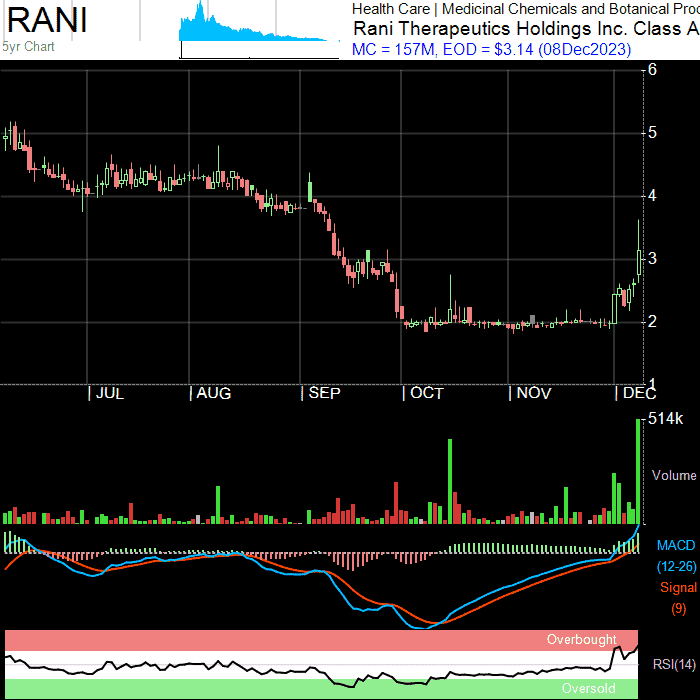 RANI
5yr Chart
Health Care | Medicinal Chemicals and Botanical Proc
Rani Therapeutics Holdings Inc. Class A
MC = 157M, EOD = $3.14 (08Dec2023)
6
5
4
3
2
1
JUL AUG SEP OCT NOV DEC
514k
Volume
MACD
(12-26)
Signal
(9)
Overbought
RSI(14)
Oversold